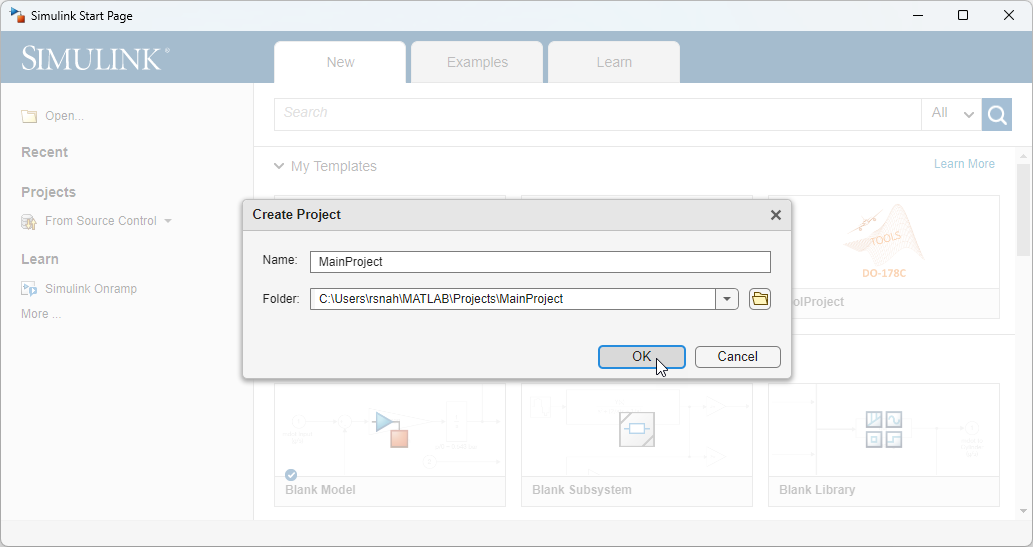 Simulink Start Page
SIMULINK®
New
Examples
Learn
Open...
Recent
Projects
From Source Control
Learn
Simulink Onramp
More ...
Search
All
My Templates
Learn More
TOOLS
DO-178C
olProject
Create Project
Name:
MainProject
Folder:
C:\Users\rsnah\MATLAB\Projects\MainProject
OK
Cancel
Blank Model
Blank Subsystem
Blank Library